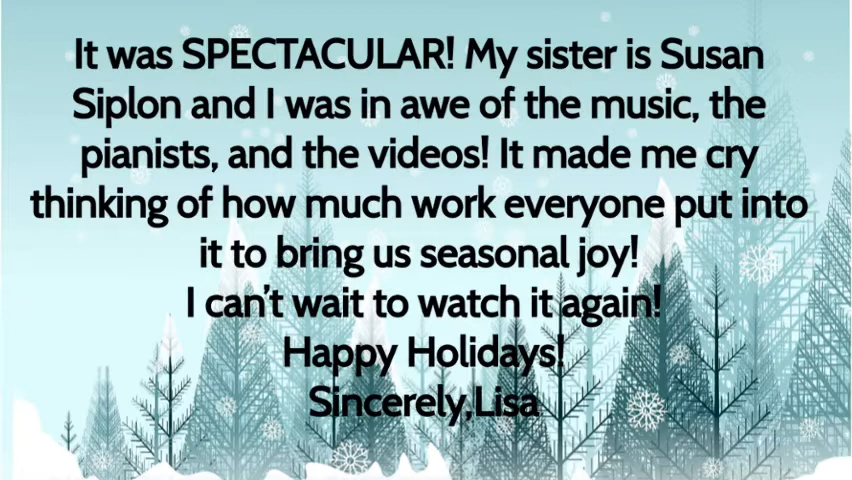 It was SPECTACULAR! My sister is Susan
Siplon and I was in awe of the music, the
pianists, and the videos! It made me cry
thinking of how much work everyone put into
it to bring us seasonal joy!
I can't wait to watch it again!
Happy Holidays!
Sincerely,Lisa